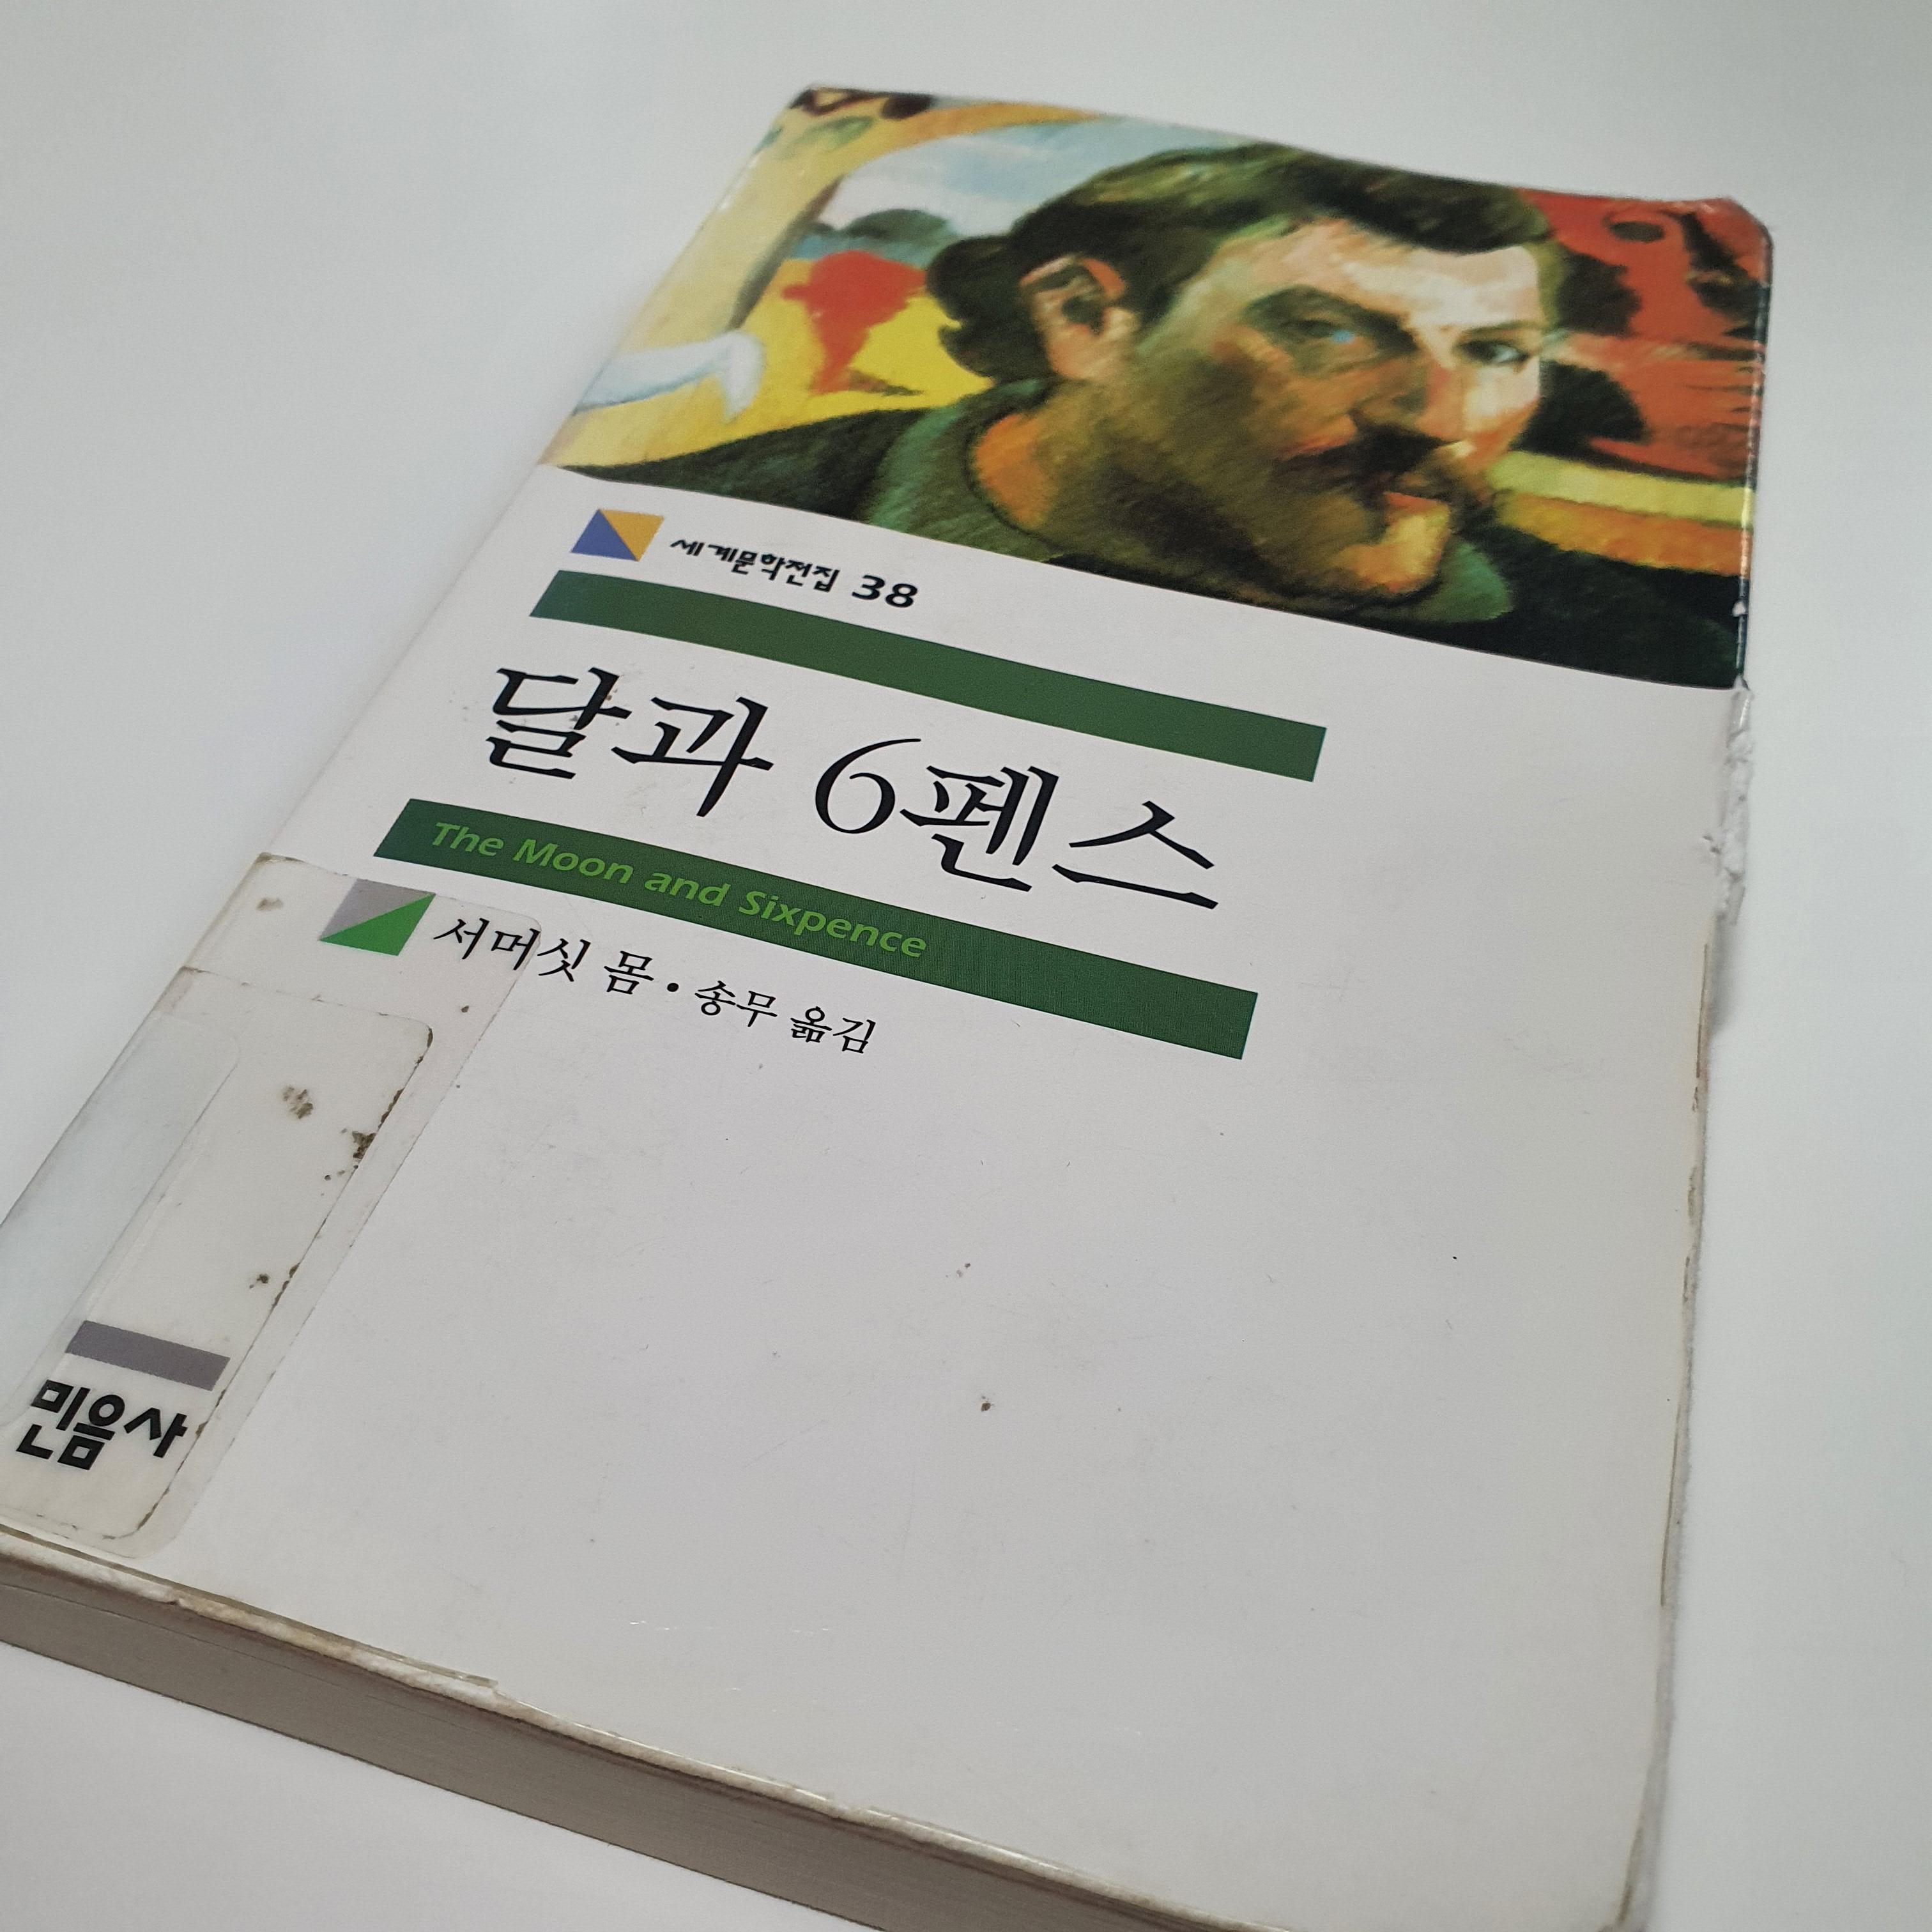 세계문학전집 38
달과 6펜스
The Moon and Sixpence
서머싯 몸 · 송무 옮김
민음사